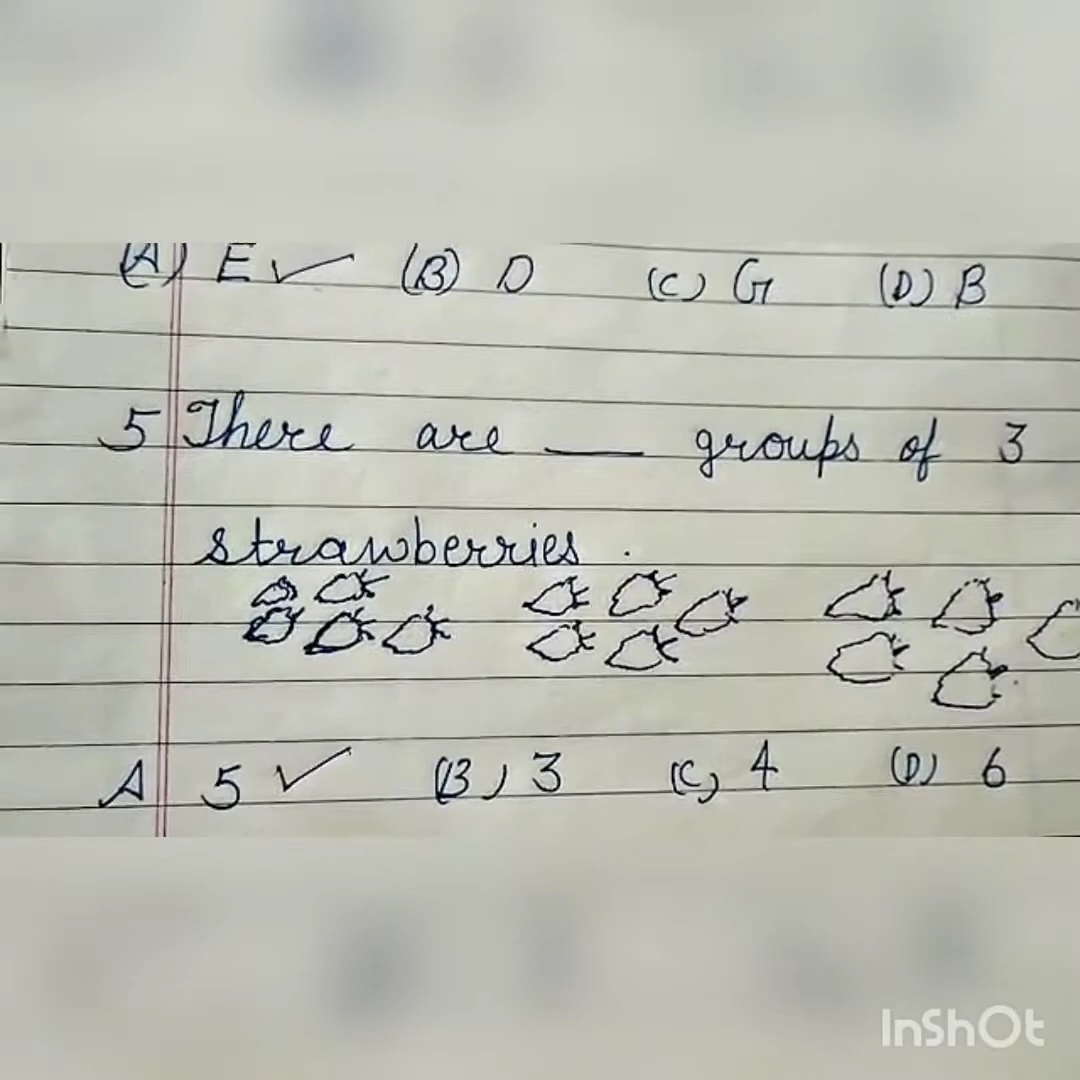 (A) E ✓ (B) D (C) G (D) B
5 There are ___ groups of 3
strawberries.
A 5 ✓ (B) 3 (C) 4 (D) 6
InShOt